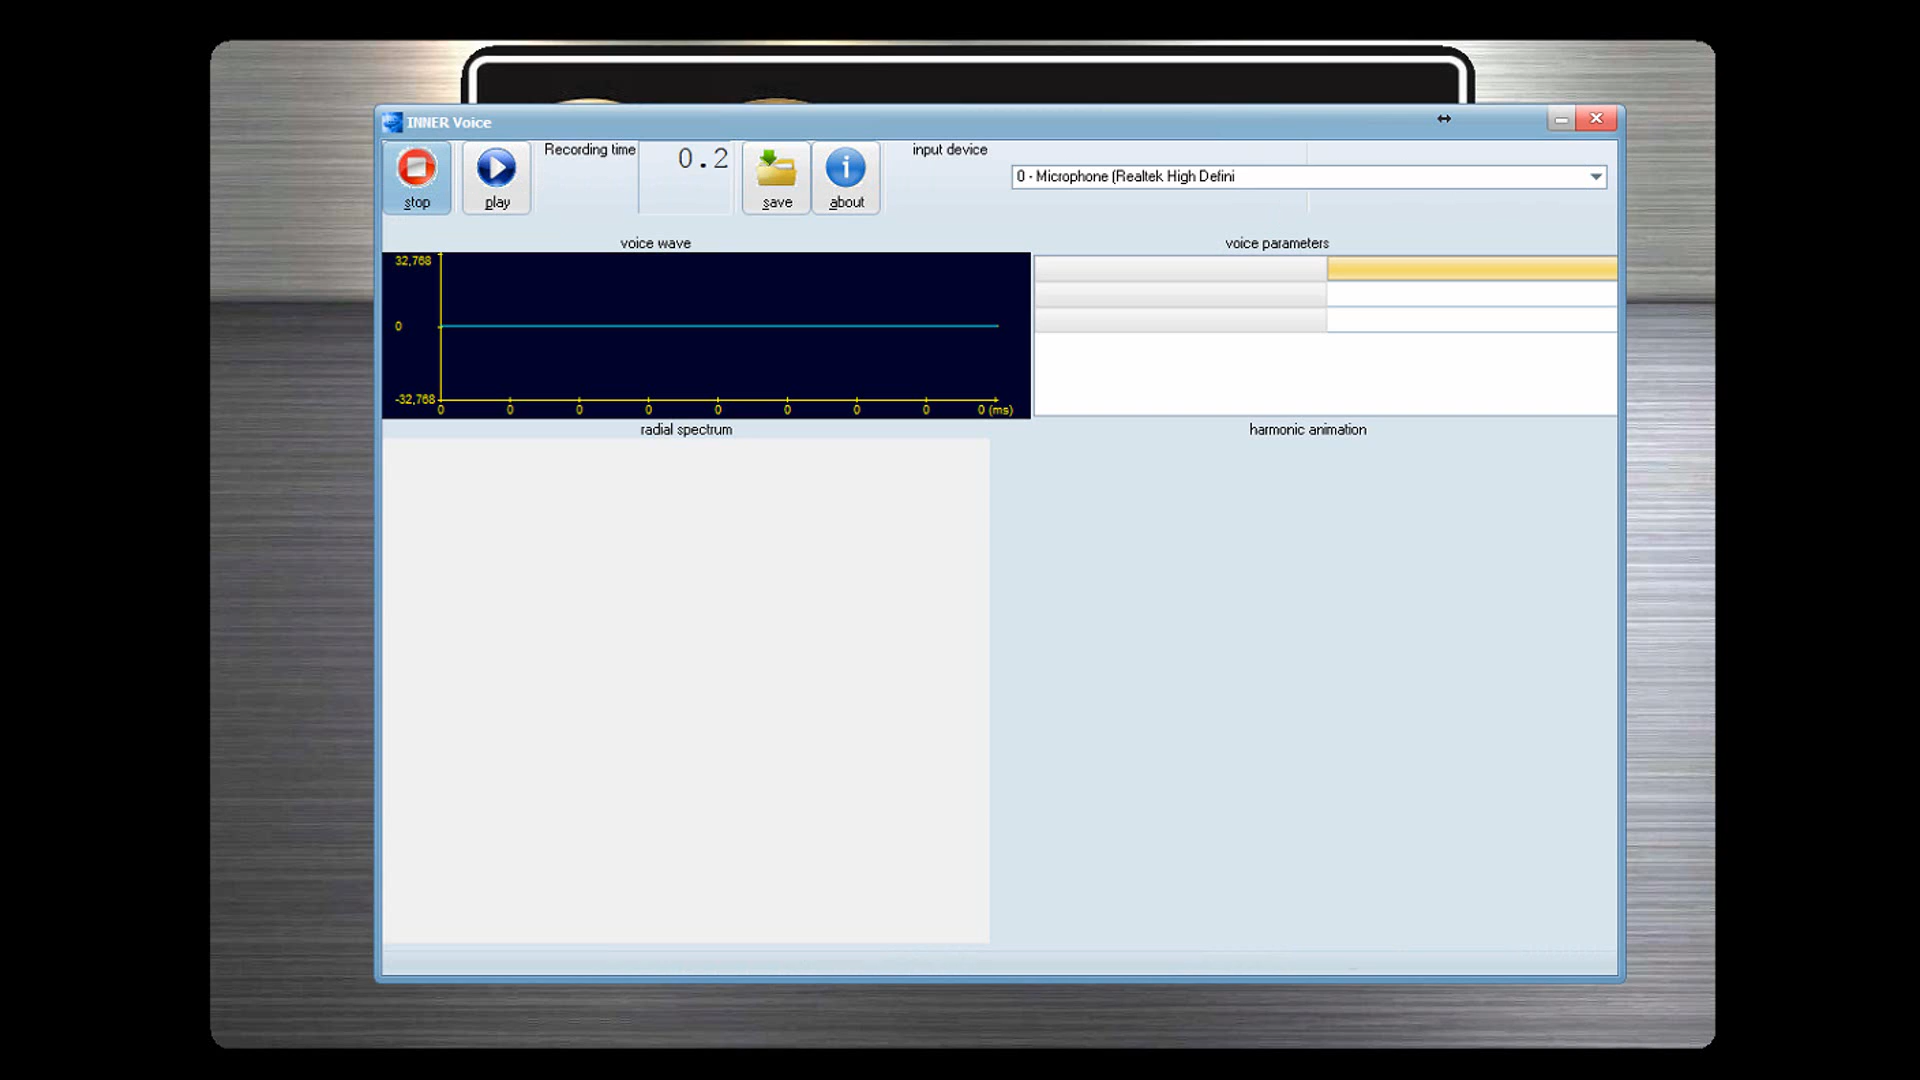 INNER Voice
stop
play
Recording time
0.2
save
about
input device
0 - Microphone (Realtek High Defini
voice wave
voice parameters
32,768
0
-32,768
0 0 0 0 0 0 0 0 0 (ms)
radial spectrum
harmonic animation